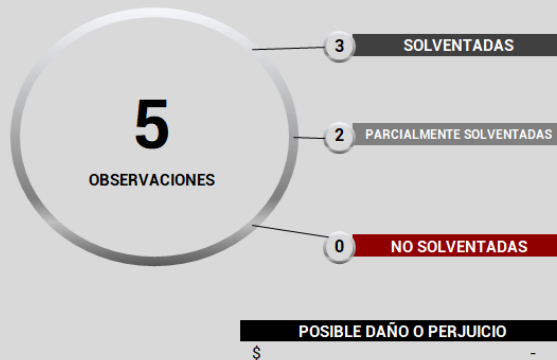 5
OBSERVACIONES
3 SOLVENTADAS
2 PARCIALMENTE SOLVENTADAS
0 NO SOLVENTADAS
POSIBLE DAÑO O PERJUICIO
$ -